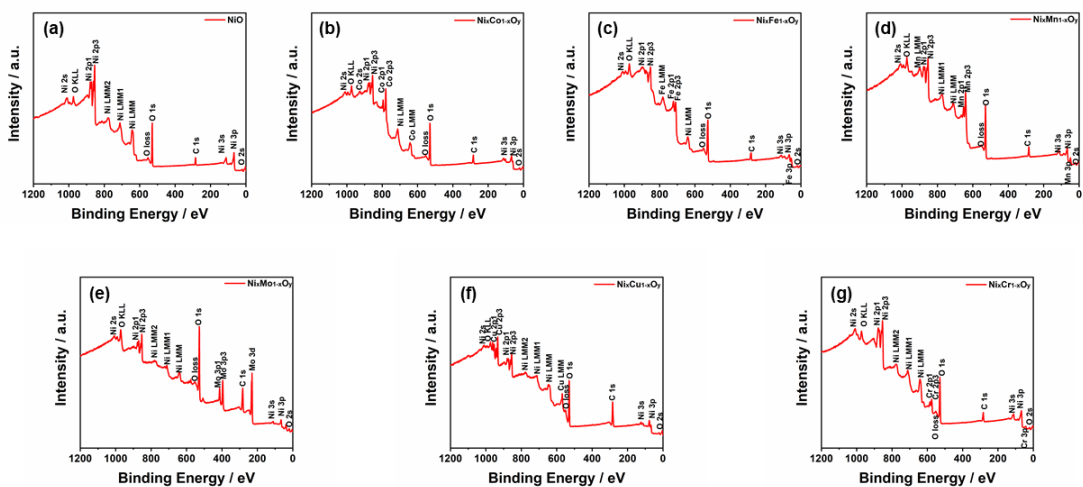 (a)
NiO
Ni 2s
O KLL
Ni 2p1
Ni 2p3
Ni LMM2
Ni LMM1
Ni LMM
O loss
O 1s
C 1s
Ni 3s
Ni 3p
O 2s
Intensity / a.u.
1200 1000 800 600 400 200 0
Binding Energy / eV
(b)
NixCo1-xOy
Ni 2s
O KLL
Co 2s
Ni 2p1
Ni 2p3
Co 2p1
Co 2p3
Ni LMM
Co LMM
O loss
O 1s
C 1s
Ni 3s
Ni 3p
O 2s
Intensity / a.u.
1200 1000 800 600 400 200 0
Binding Energy / eV
(c)
NixFe1-xOy
Ni 2s
O KLL
Ni 2p1
Ni 2p3
Fe LMM
Fe 2p1
Fe 2p3
Ni LMM
O loss
O 1s
C 1s
Ni 3s
Ni 3p
Fe 3p
O 2s
Intensity / a.u.
1200 1000 800 600 400 200 0
Binding Energy / eV
(d)
NixMn1-xOy
Ni 2s
O KLL
Mn LMM
Ni 2p1
Ni 2p3
Ni LMM1
Ni LMM
Mn 2p1
Mn 2p3
O loss
O 1s
C 1s
Ni 3s
Ni 3p
Mn 3p
O 2s
Intensity / a.u.
1200 1000 800 600 400 200 0
Binding Energy / eV
(e)
NixMo1-xOy
Ni 2s
O KLL
Ni 2p1
Ni 2p3
Ni LMM2
Ni LMM1
Ni LMM
O loss
O 1s
Mo 3p1
Mo 3p3
C 1s
Mo 3d
Ni 3s
Ni 3p
O 2s
Intensity / a.u.
1200 1000 800 600 400 200 0
Binding Energy / eV
(f)
NixCu1-xOy
Ni 2s
O KLL
Cu 2p1
Cu 2p3
Ni 2p1
Ni 2p3
Ni LMM2
Ni LMM1
Ni LMM
Cu LMM
O loss
O 1s
C 1s
Ni 3s
Ni 3p
O 2s
Intensity / a.u.
1200 1000 800 600 400 200 0
Binding Energy / eV
(g)
NixCr1-xOy
Ni 2s
O KLL
Ni 2p1
Ni 2p3
Ni LMM2
Ni LMM1
Ni LMM
Cr 2p1
Cr 2p3
O loss
O 1s
C 1s
Ni 3s
Ni 3p
Cr 3p
O 2s
Intensity / a.u.
1200 1000 800 600 400 200 0
Binding Energy / eV